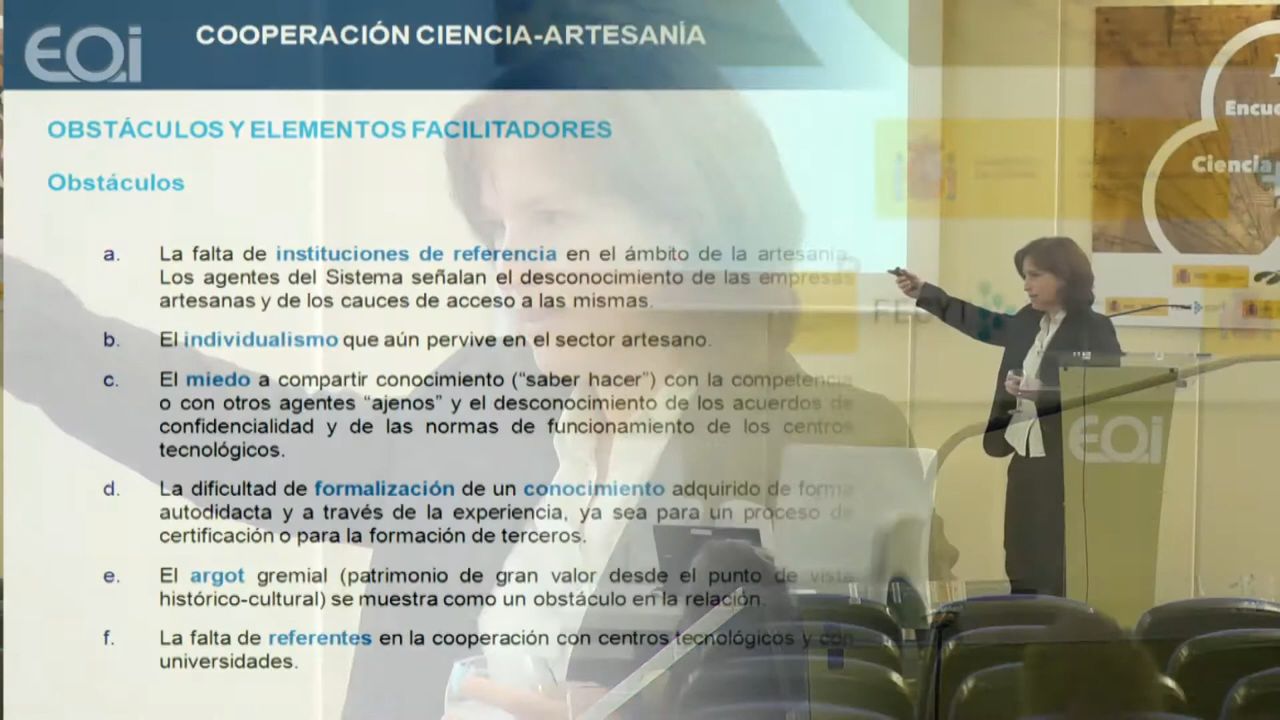 EOi
COOPERACIÓN CIENCIA-ARTESANÍA
OBSTÁCULOS Y ELEMENTOS FACILITADORES
Obstáculos
a. La falta de instituciones de referencia en el ámbito de la artesanía.
Los agentes del Sistema señalan el desconocimiento de las empresas
artesanas y de los cauces de acceso a las mismas.
b. El individualismo que aún pervive en el sector artesano.
c. El miedo a compartir conocimiento (“saber hacer”) con la competencia
o con otros agentes “ajenos” y el desconocimiento de los acuerdos de
confidencialidad y de las normas de funcionamiento de los centros
tecnológicos.
d. La dificultad de formalización de un conocimiento adquirido de forma
autodidacta y a través de la experiencia, ya sea para un proceso de
certificación o para la formación de terceros.
e. El argot gremial (patrimonio de gran valor desde el punto de vista
histórico-cultural) se muestra como un obstáculo en la relación.
f. La falta de referentes en la cooperación con centros tecnológicos y con
universidades.
Encue
Ciencia
FECYT
EOi